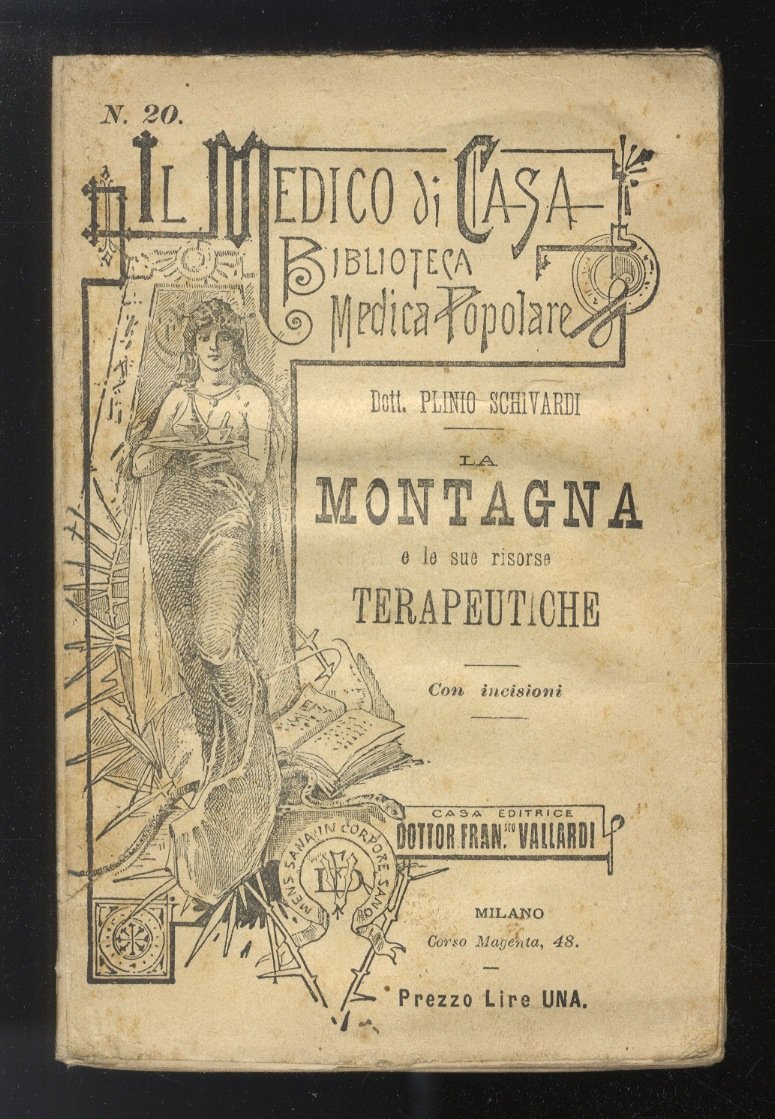 N. 20.
IL MEDICO di CASA
BIBLIOTECA
Medica Popolare
Dott. PLINIO SCHIVARDI
LA
MONTAGNA
e le sue risorse
TERAPEUTICHE
Con incisioni
CASA EDITRICE
DOTTOR FRAN.sco VALLARDI
MENS SANA IN CORPORE SANO
MILANO
Corso Magenta, 48.
Prezzo Lire UNA.